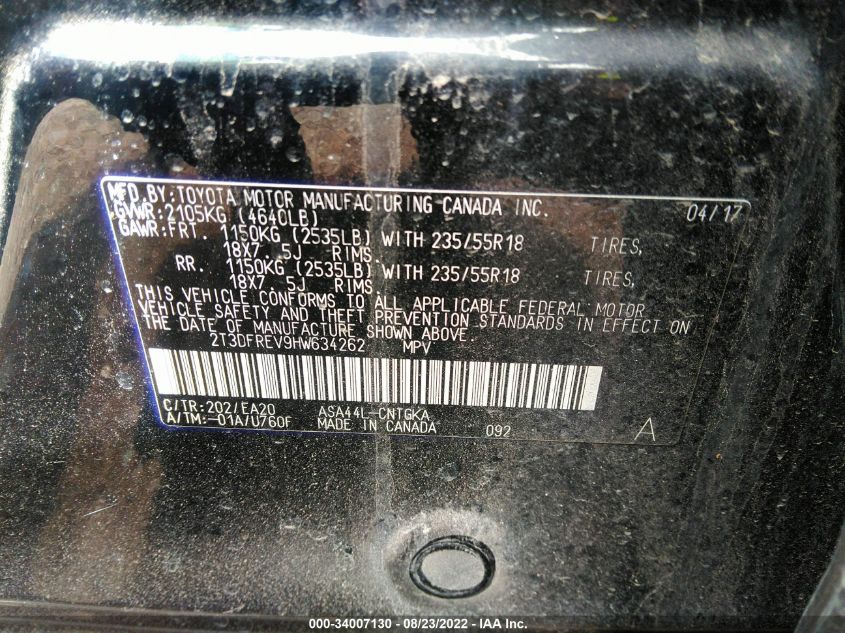 MFD.BY:TOYOTA MOTOR MANUFACTURING CANADA INC. 04/17
GVWR:2105KG (4640LB)
GAWR:FRT. 1150KG (2535LB) WITH 235/55R18 TIRES,
18X7. 5J RIMS.
RR. 1150KG (2535LB) WITH 235/55R18 TIRES,
18X7. 5J RIMS.
THIS VEHICLE CONFORMS TO ALL APPLICABLE FEDERAL MOTOR
VEHICLE SAFETY AND THEFT PREVENTION STANDARDS IN EFFECT ON
THE DATE OF MANUFACTURE SHOWN ABOVE.
2T3DFREV9HW634262 MPV
C/TR:202/EA20 ASA44L-CNTGKA
A/TM:-01A/U760F MADE IN CANADA 092 A
000-34007130 - 08/23/2022 - IAA Inc.